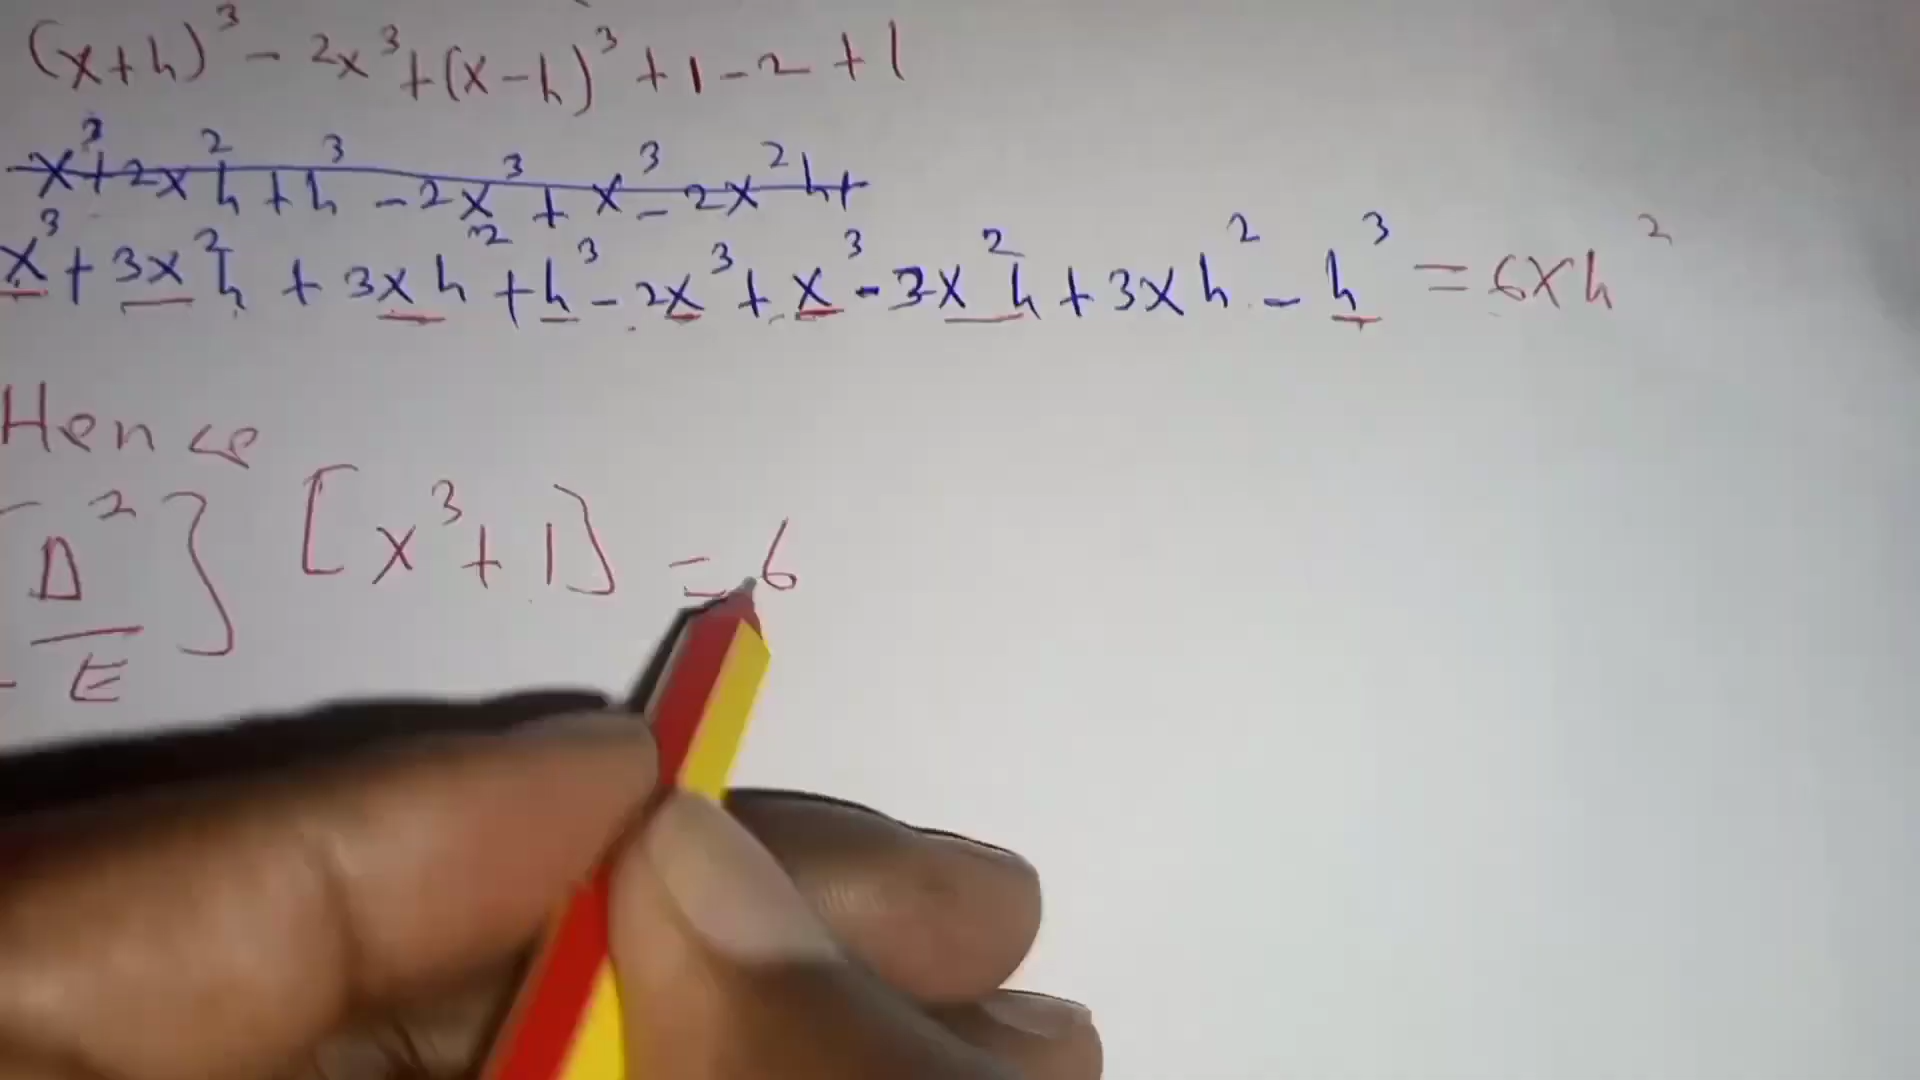 (x+h)³ - 2x³ + (x-h)³ + 1 - 2 + 1
x³ + 2x²h + h³ - 2x³ + x³ - 2x²h +
x³ + 3x²h + 3xh² + h³ - 2x³ + x³ - 3x²h + 3xh² - h³ = 6xh²
Hence
[Δ²/E] [x³ + 1] = 6